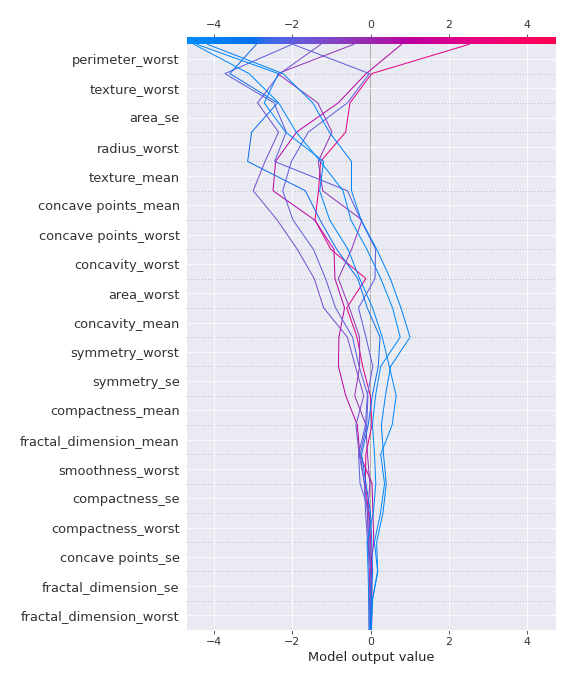 −4 −2 0 2 4
perimeter_worst
texture_worst
area_se
radius_worst
texture_mean
concave points_mean
concave points_worst
concavity_worst
area_worst
concavity_mean
symmetry_worst
symmetry_se
compactness_mean
fractal_dimension_mean
smoothness_worst
compactness_se
compactness_worst
concave points_se
fractal_dimension_se
fractal_dimension_worst
−4 −2 0 2 4
Model output value